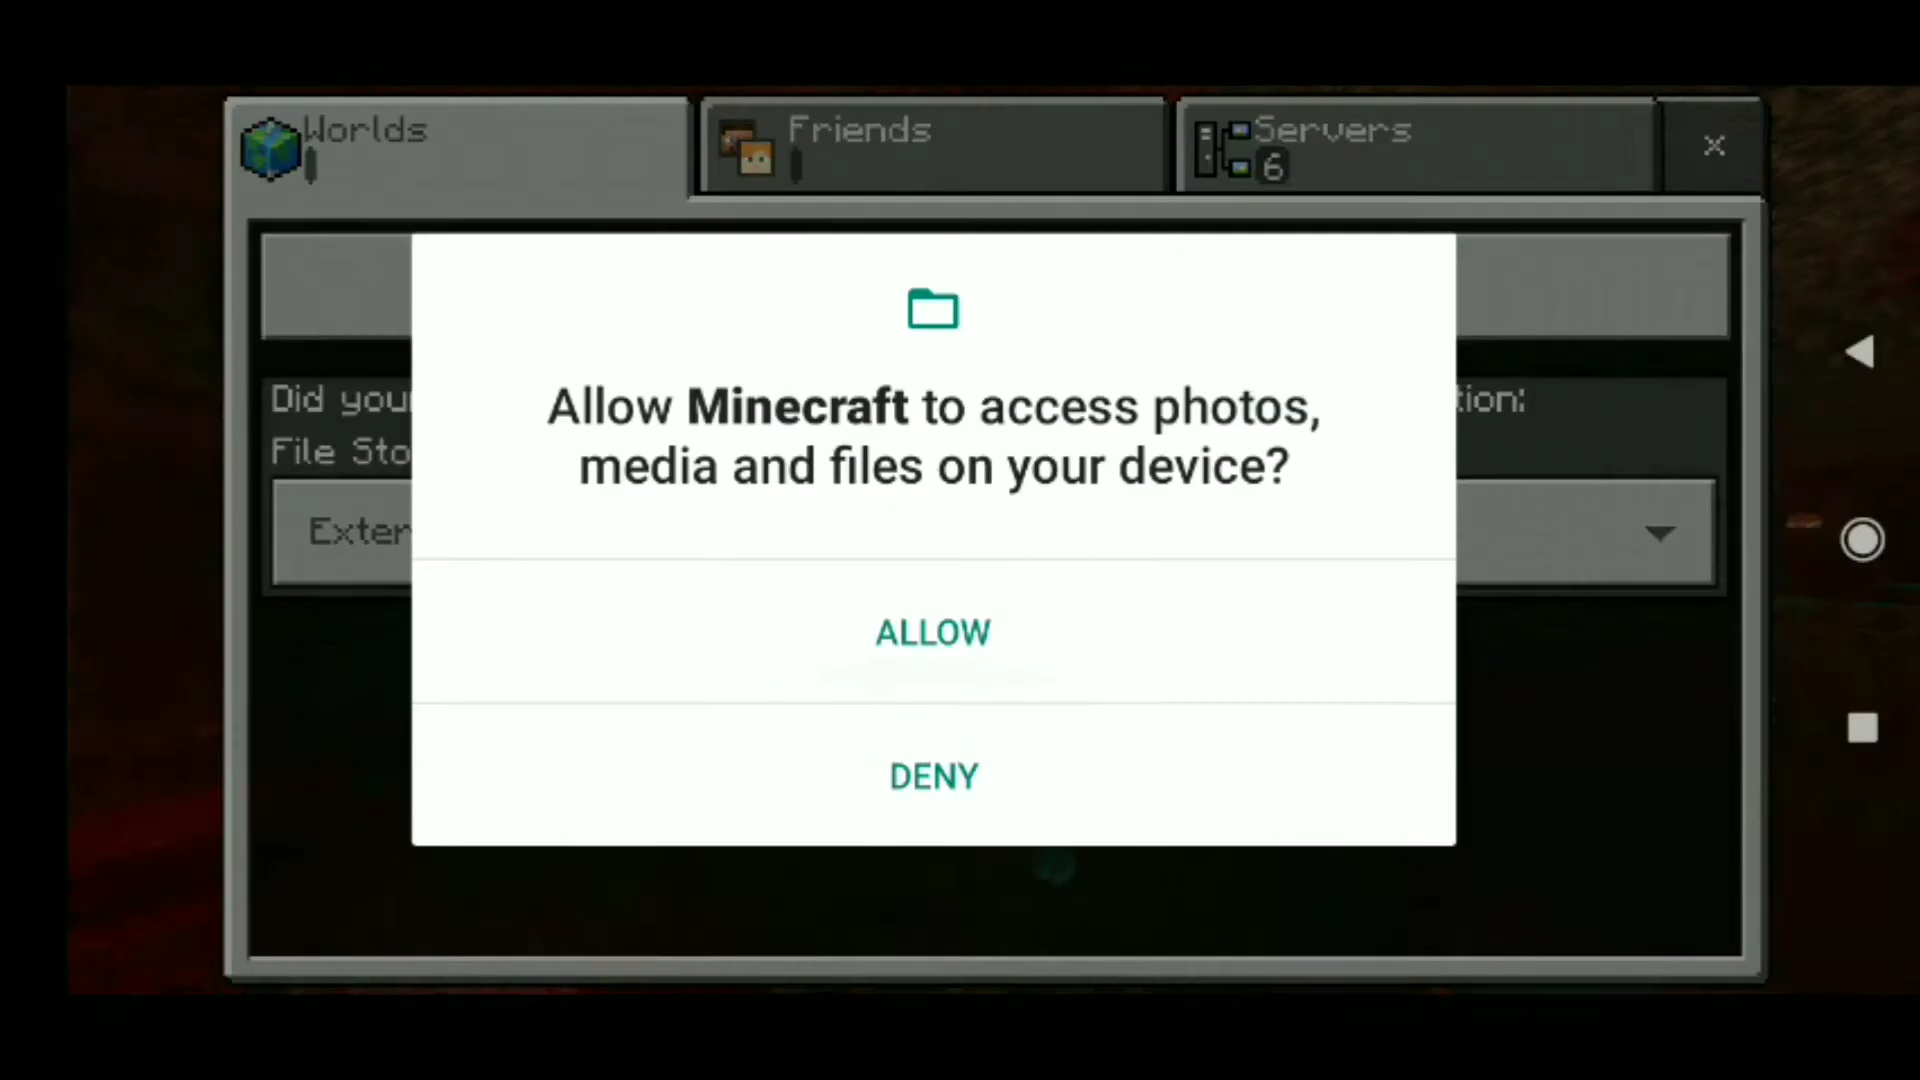 Worlds
Friends
Servers
6
Did your
tion:
File Sto
Exter
Allow Minecraft to access photos,
media and files on your device?
ALLOW
DENY